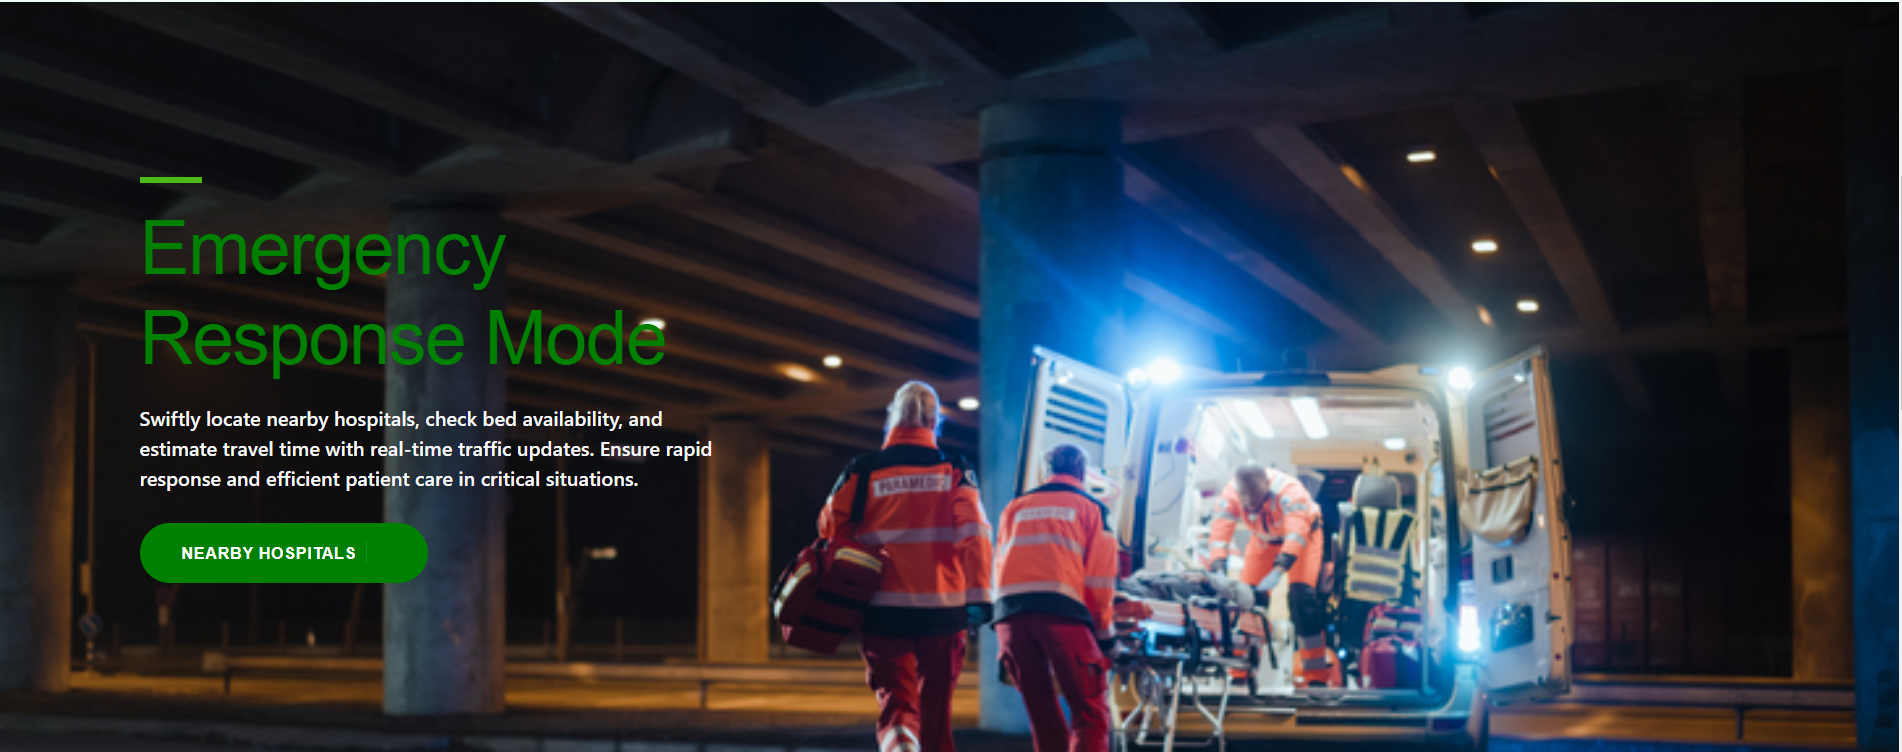 Emergency
Response Mode
Swiftly locate nearby hospitals, check bed availability, and
estimate travel time with real-time traffic updates. Ensure rapid
response and efficient patient care in critical situations.
NEARBY HOSPITALS
PARAMEDIC